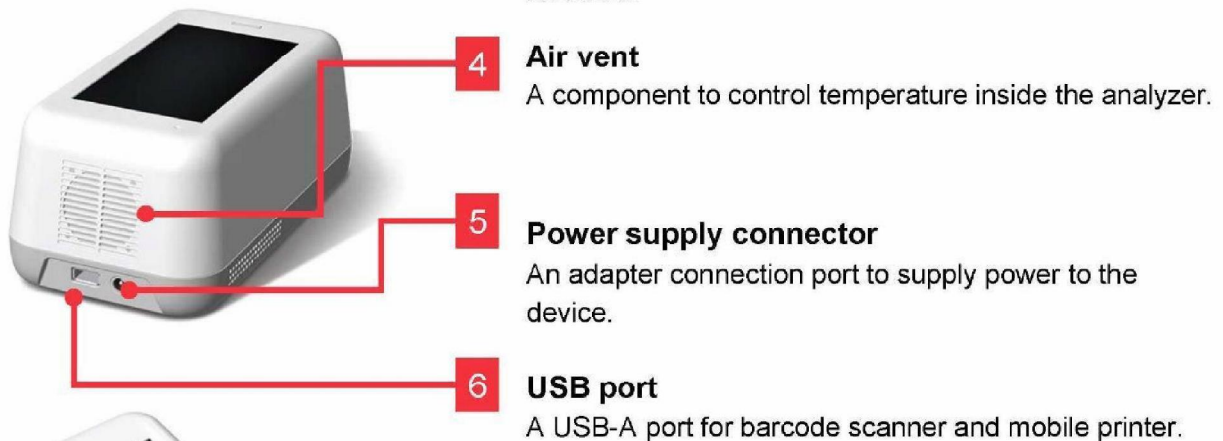 4
Air vent
A component to control temperature inside the analyzer.
5
Power supply connector
An adapter connection port to supply power to the
device.
6
USB port
A USB-A port for barcode scanner and mobile printer.